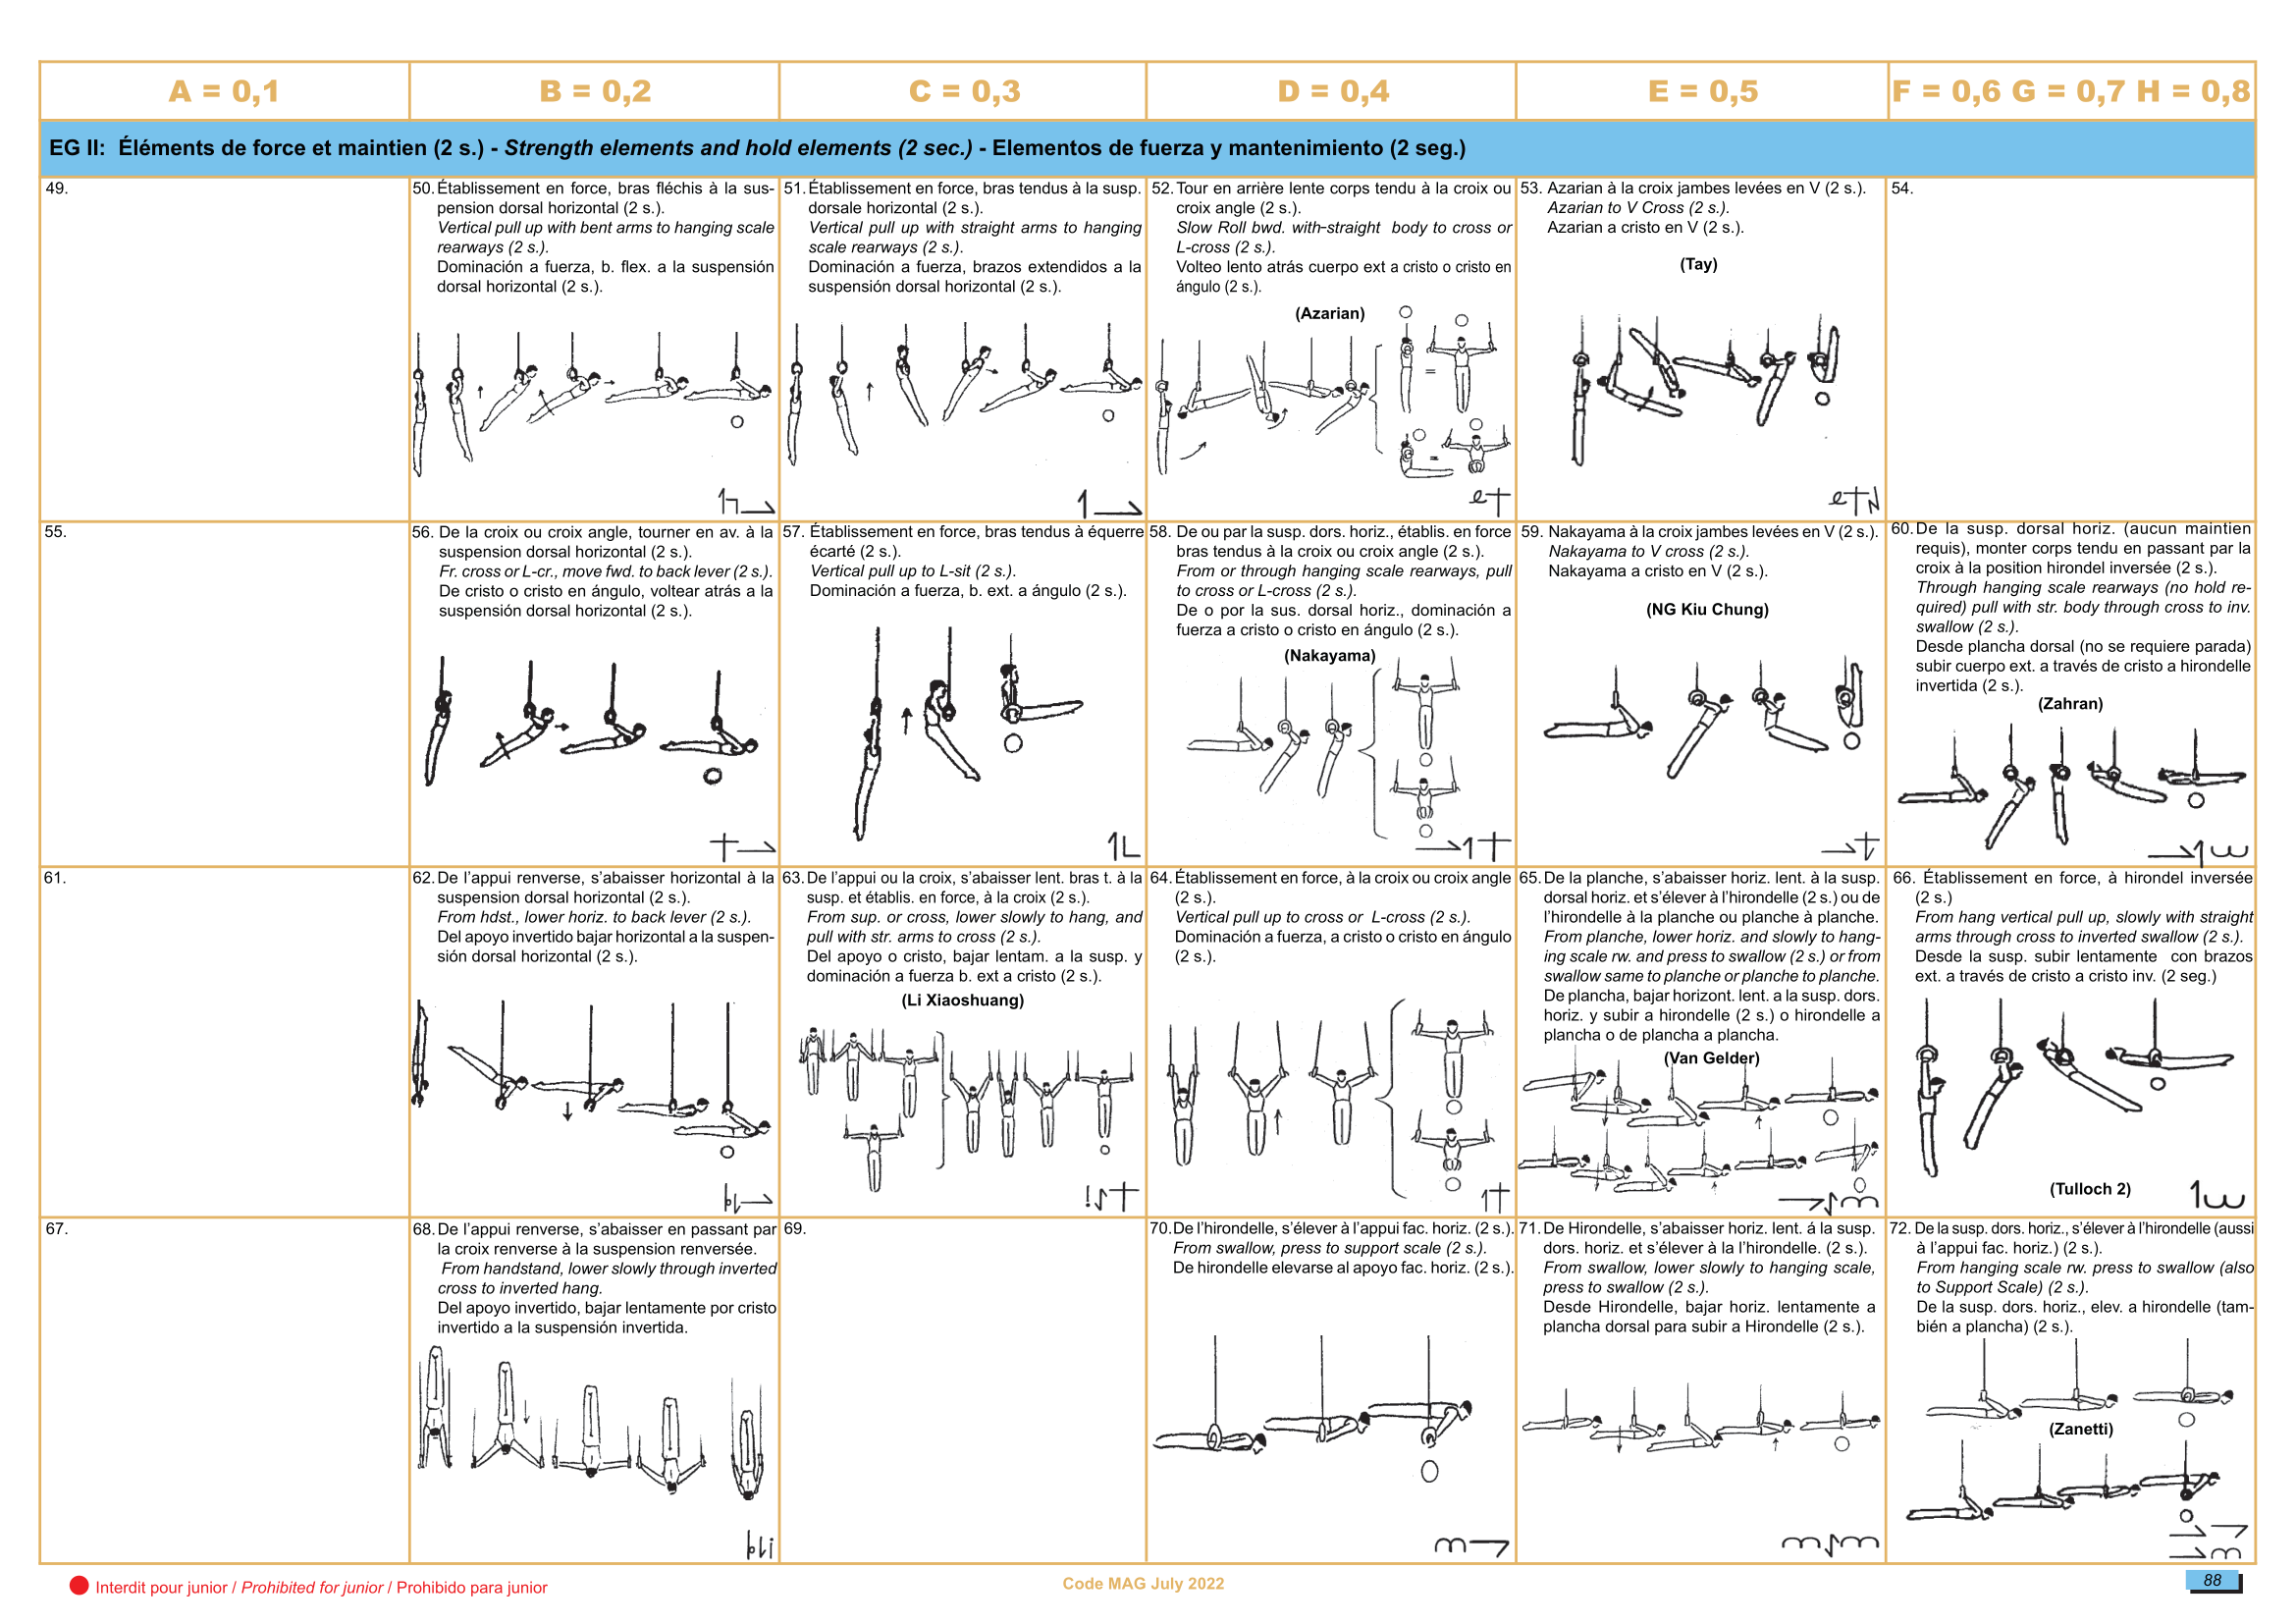 A = 0,1
B = 0,2
C = 0,3
D = 0,4
E = 0,5
F = 0,6 G = 0,7 H = 0,8
EG II: Éléments de force et maintien (2 s.) - Strength elements and hold elements (2 sec.) - Elementos de fuerza y mantenimiento (2 seg.)
49.
50. Établissement en force, bras fléchis à la sus-
pension dorsal horizontal (2 s.).
Vertical pull up with bent arms to hanging scale
rearways (2 s.).
Dominación a fuerza, b. flex. a la suspensión
dorsal horizontal (2 s.).
51. Établissement en force, bras tendus à la susp.
dorsale horizontal (2 s.).
Vertical pull up with straight arms to hanging
scale rearways (2 s.).
Dominación a fuerza, brazos extendidos a la
suspensión dorsal horizontal (2 s.).
52. Tour en arrière lente corps tendu à la croix ou
croix angle (2 s.).
Slow Roll bwd. with-straight body to cross or
L-cross (2 s.).
Volteo lento atrás cuerpo ext a cristo o cristo en
ángulo (2 s.).
(Azarian)
53. Azarian à la croix jambes levées en V (2 s.).
Azarian to V Cross (2 s.).
Azarian a cristo en V (2 s.).
(Tay)
54.
55.
56. De la croix ou croix angle, tourner en av. à la
suspension dorsal horizontal (2 s.).
Fr. cross or L-cr., move fwd. to back lever (2 s.).
De cristo o cristo en ángulo, voltear atrás a la
suspensión dorsal horizontal (2 s.).
57. Établissement en force, bras tendus à équerre
écarté (2 s.).
Vertical pull up to L-sit (2 s.).
Dominación a fuerza, b. ext. a ángulo (2 s.).
58. De ou par la susp. dors. horiz., établis. en force
bras tendus à la croix ou croix angle (2 s.).
From or through hanging scale rearways, pull
to cross or L-cross (2 s.).
De o por la sus. dorsal horiz., dominación a
fuerza a cristo o cristo en ángulo (2 s.).
(Nakayama)
59. Nakayama à la croix jambes levées en V (2 s.).
Nakayama to V cross (2 s.).
Nakayama a cristo en V (2 s.).
(NG Kiu Chung)
60. De la susp. dorsal horiz. (aucun maintien
requis), monter corps tendu en passant par la
croix à la position hirondel inversée (2 s.).
Through hanging scale rearways (no hold re-
quired) pull with str. body through cross to inv.
swallow (2 s.).
Desde plancha dorsal (no se requiere parada)
subir cuerpo ext. a través de cristo a hirondelle
invertida (2 s.).
(Zahran)
61.
62. De l'appui renverse, s'abaisser horizontal à la
suspension dorsal horizontal (2 s.).
From hdst., lower horiz. to back lever (2 s.).
Del apoyo invertido bajar horizontal a la suspen-
sión dorsal horizontal (2 s.).
63. De l'appui ou la croix, s'abaisser lent. bras t. à la
susp. et établis. en force, à la croix (2 s.).
From sup. or cross, lower slowly to hang, and
pull with str. arms to cross (2 s.).
Del apoyo o cristo, bajar lentam. a la susp. y
dominación a fuerza b. ext a cristo (2 s.).
(Li Xiaoshuang)
64. Établissement en force, à la croix ou croix angle
(2 s.).
Vertical pull up to cross or L-cross (2 s.).
Dominación a fuerza, a cristo o cristo en ángulo
(2 s.).
65. De la planche, s'abaisser horiz. lent. à la susp.
dorsal horiz. et s'élever à l'hirondelle (2 s.) ou de
l'hirondelle à la planche ou planche à planche.
From planche, lower horiz. and slowly to hang-
ing scale rw. and press to swallow (2 s.) or from
swallow same to planche or planche to planche.
De plancha, bajar horizont. lent. a la susp. dors.
horiz. y subir a hirondelle (2 s.) o hirondelle a
plancha o de plancha a plancha.
(Van Gelder)
66. Établissement en force, à hirondel inversée
(2 s.)
From hang vertical pull up, slowly with straight
arms through cross to inverted swallow (2 s.).
Desde la susp. subir lentamente con brazos
ext. a través de cristo a cristo inv. (2 seg.)
(Tulloch 2)
67.
68. De l'appui renverse, s'abaisser en passant par
la croix renverse à la suspension renversée.
From handstand, lower slowly through inverted
cross to inverted hang.
Del apoyo invertido, bajar lentamente por cristo
invertido a la suspensión invertida.
69.
70. De l'hirondelle, s'élever à l'appui fac. horiz. (2 s.).
From swallow, press to support scale (2 s.).
De hirondelle elevarse al apoyo fac. horiz. (2 s.).
71. De Hirondelle, s'abaisser horiz. lent. á la susp.
dors. horiz. et s'élever à la l'hirondelle. (2 s.).
From swallow, lower slowly to hanging scale,
press to swallow (2 s.).
Desde Hirondelle, bajar horiz. lentamente a
plancha dorsal para subir a Hirondelle (2 s.).
72. De la susp. dors. horiz., s'élever à l'hirondelle (aussi
à l'appui fac. horiz.) (2 s.).
From hanging scale rw. press to swallow (also
to Support Scale) (2 s.).
De la susp. dors. horiz., elev. a hirondelle (tam-
bién a plancha) (2 s.).
(Zanetti)
Interdit pour junior / Prohibited for junior / Prohibido para junior
Code MAG July 2022
88